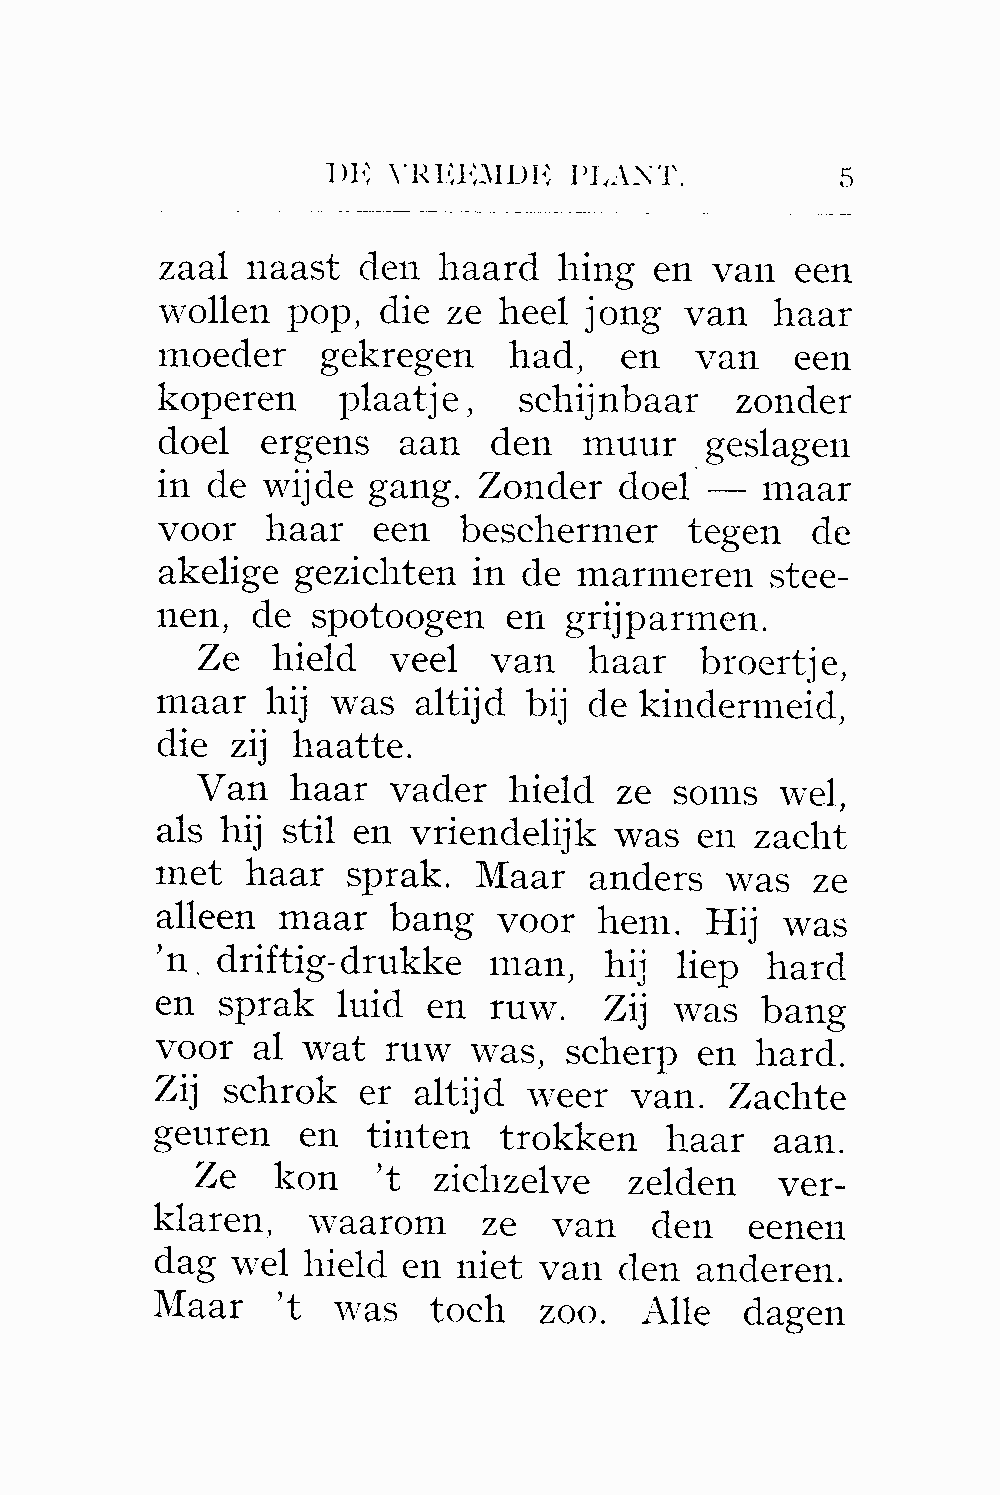 DE VREEMDE PLANT. 5
zaal naast den haard hing en van een
wollen pop, die ze heel jong van haar
moeder gekregen had, en van een
koperen plaatje, schijnbaar zonder
doel ergens aan den muur geslagen
in de wijde gang. Zonder doel — maar
voor haar een beschermer tegen de
akelige gezichten in de marmeren stee-
nen, de spotoogen en grijparmen.
Ze hield veel van haar broertje,
maar hij was altijd bij de kindermeid,
die zij haatte.
Van haar vader hield ze soms wel,
als hij stil en vriendelijk was en zacht
met haar sprak. Maar anders was ze
alleen maar bang voor hem. Hij was
'n driftig-drukke man, hij liep hard
en sprak luid en ruw. Zij was bang
voor al wat ruw was, scherp en hard.
Zij schrok er altijd weer van. Zachte
geuren en tinten trokken haar aan.
Ze kon 't zichzelve zelden ver-
klaren, waarom ze van den eenen
dag wel hield en niet van den anderen.
Maar 't was toch zoo. Alle dagen